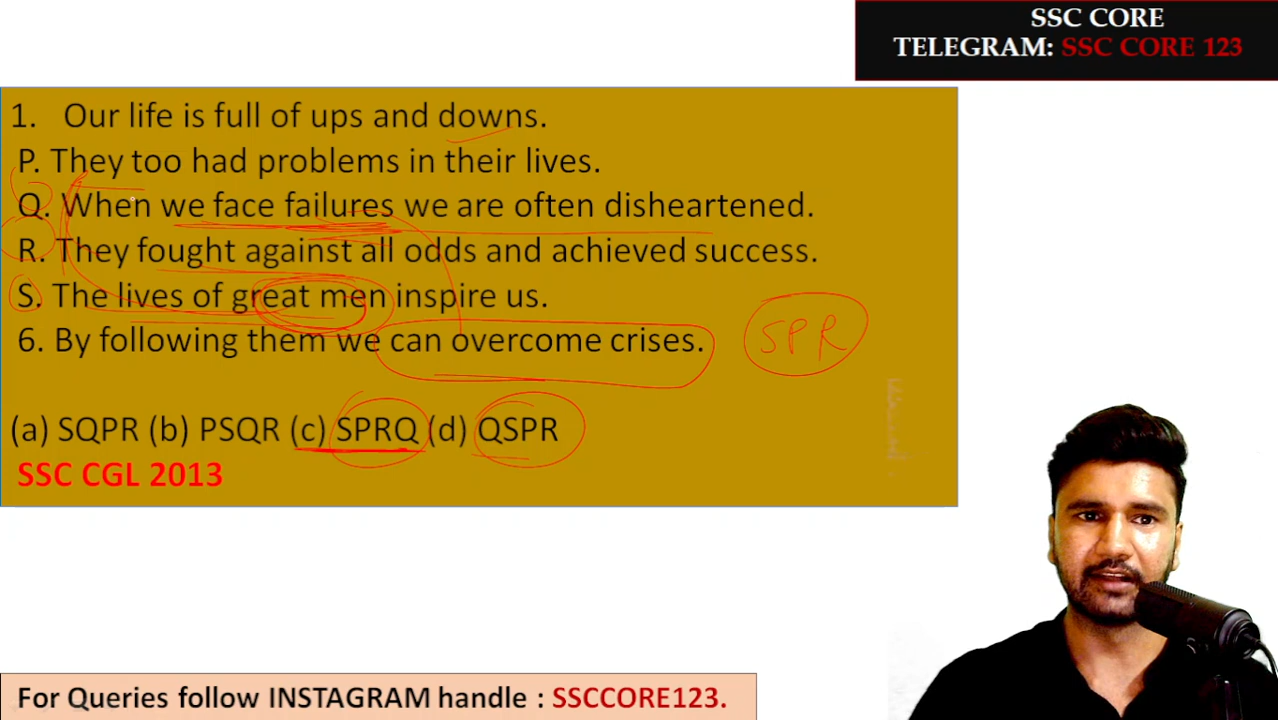 SSC CORE
TELEGRAM: SSC CORE 123
1. Our life is full of ups and downs.
P. They too had problems in their lives.
Q. When we face failures we are often disheartened.
R. They fought against all odds and achieved success.
S. The lives of great men inspire us.
6. By following them we can overcome crises.
SPR
(a) SQPR (b) PSQR (c) SPRQ (d) QSPR
SSC CGL 2013
For Queries follow INSTAGRAM handle : SSCCORE123.